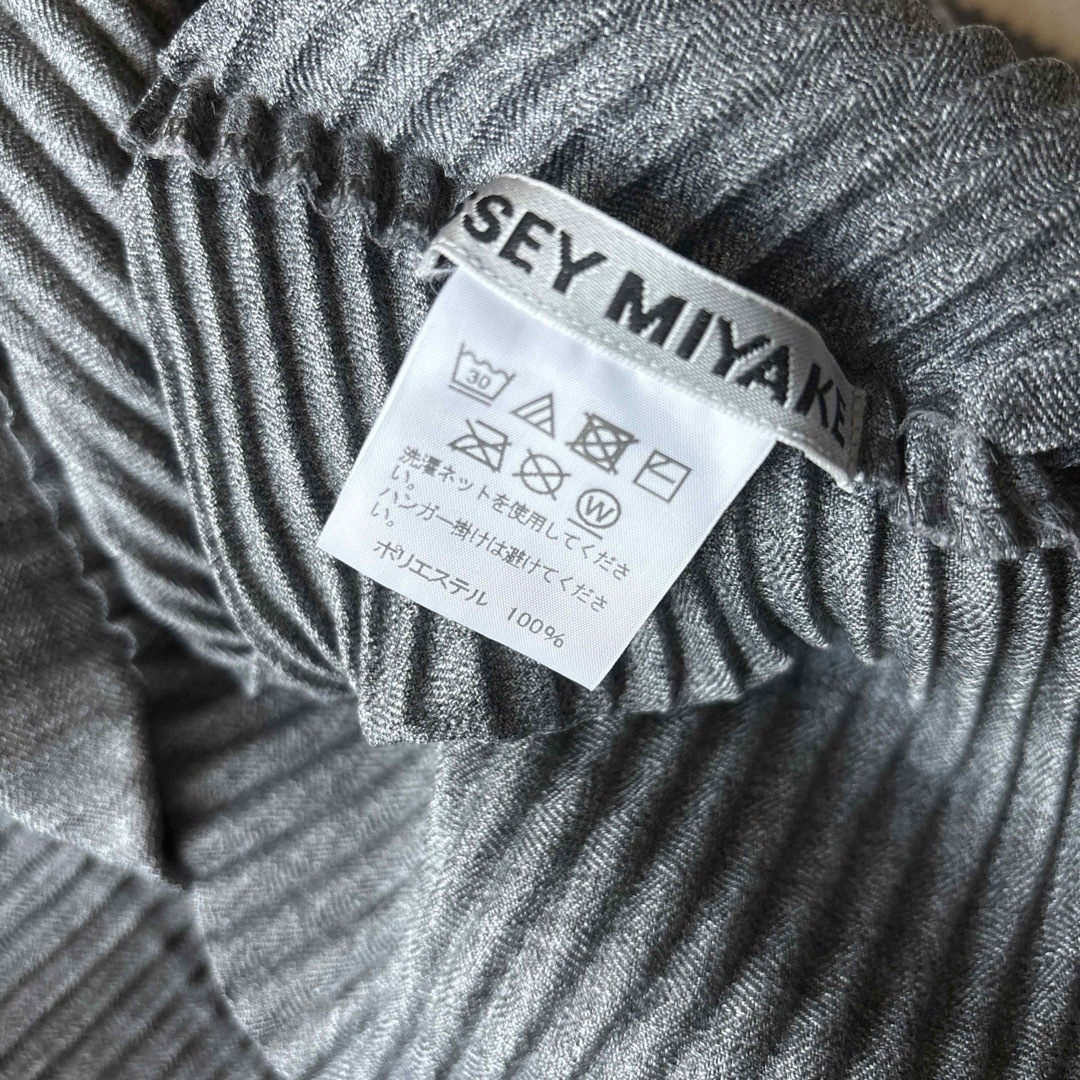 SSEY MIYAKE
30
W
洗濯ネットを使用してくださ
い。
ハンガー掛けは避けてくださ
い。
ポリエステル 100%